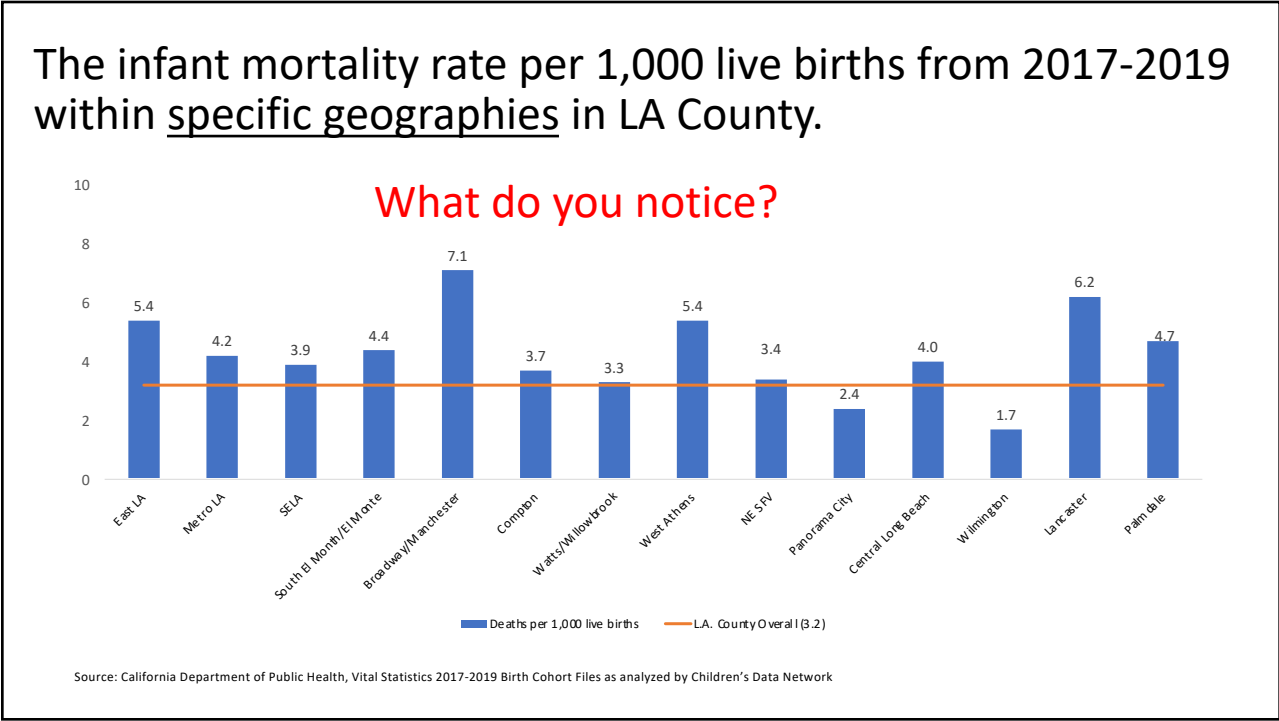 The infant mortality rate per 1,000 live births from 2017-2019
within specific geographies in LA County.
What do you notice?
10
8
6
4
2
0
5.4
4.2
3.9
4.4
7.1
3.7
3.3
5.4
3.4
2.4
4.0
1.7
6.2
4.7
East LA
Metro LA
SELA
South El Month/El Monte
Broadway/Manchester
Compton
Watts/Willowbrook
West Athens
NE SFV
Panorama City
Central Long Beach
Wilmington
Lancaster
Palmdale
Deaths per 1,000 live births
L.A. County Overall (3.2)
Source: California Department of Public Health, Vital Statistics 2017-2019 Birth Cohort Files as analyzed by Children’s Data Network